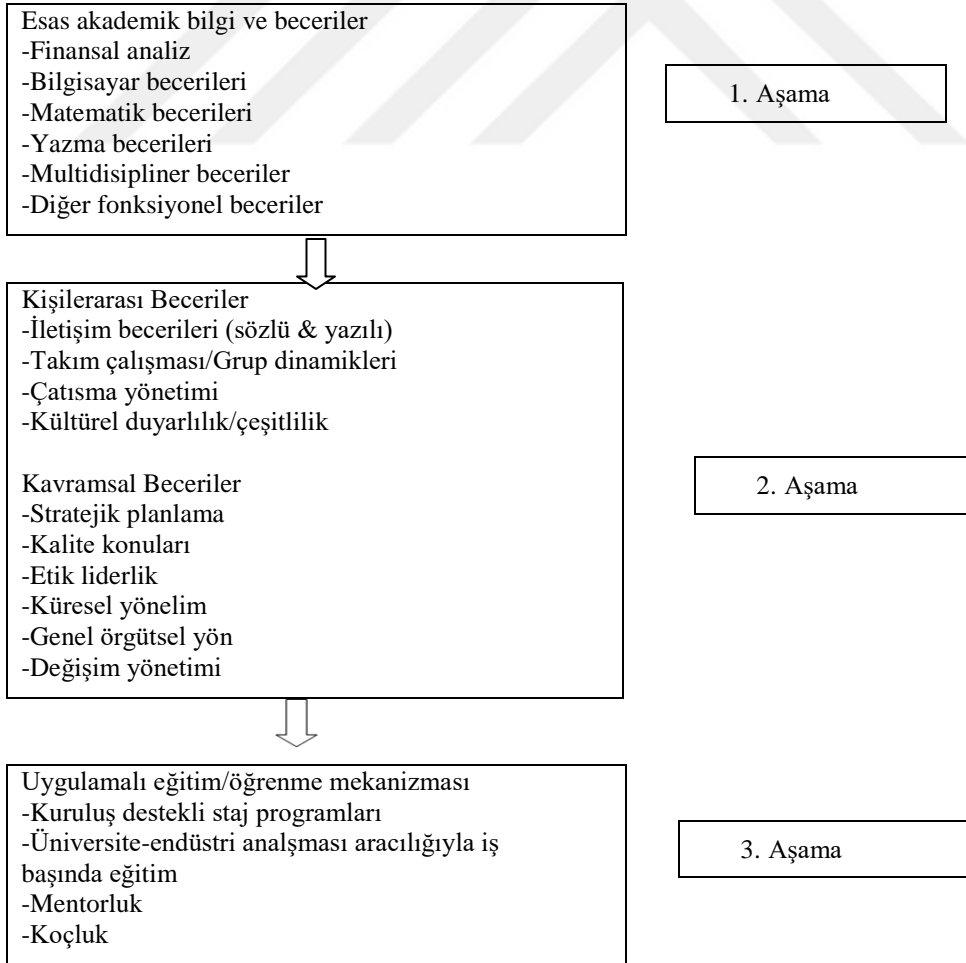 Esas akademik bilgi ve beceriler
-Finansal analiz
-Bilgisayar becerileri
-Matematik becerileri
-Yazma becerileri
-Multidisipliner beceriler
-Diğer fonksiyonel beceriler
1. Aşama
Kişilerarası Beceriler
-İletişim becerileri (sözlü & yazılı)
-Takım çalışması/Grup dinamikleri
-Çatısma yönetimi
-Kültürel duyarlılık/çeşitlilik
Kavramsal Beceriler
-Stratejik planlama
-Kalite konuları
-Etik liderlik
-Küresel yönelim
-Genel örgütsel yön
-Değişim yönetimi
2. Aşama
Uygulamalı eğitim/öğrenme mekanizması
-Kuruluş destekli staj programları
-Üniversite-endüstri analşması aracılığıyla iş
başında eğitim
-Mentorluk
-Koçluk
3. Aşama